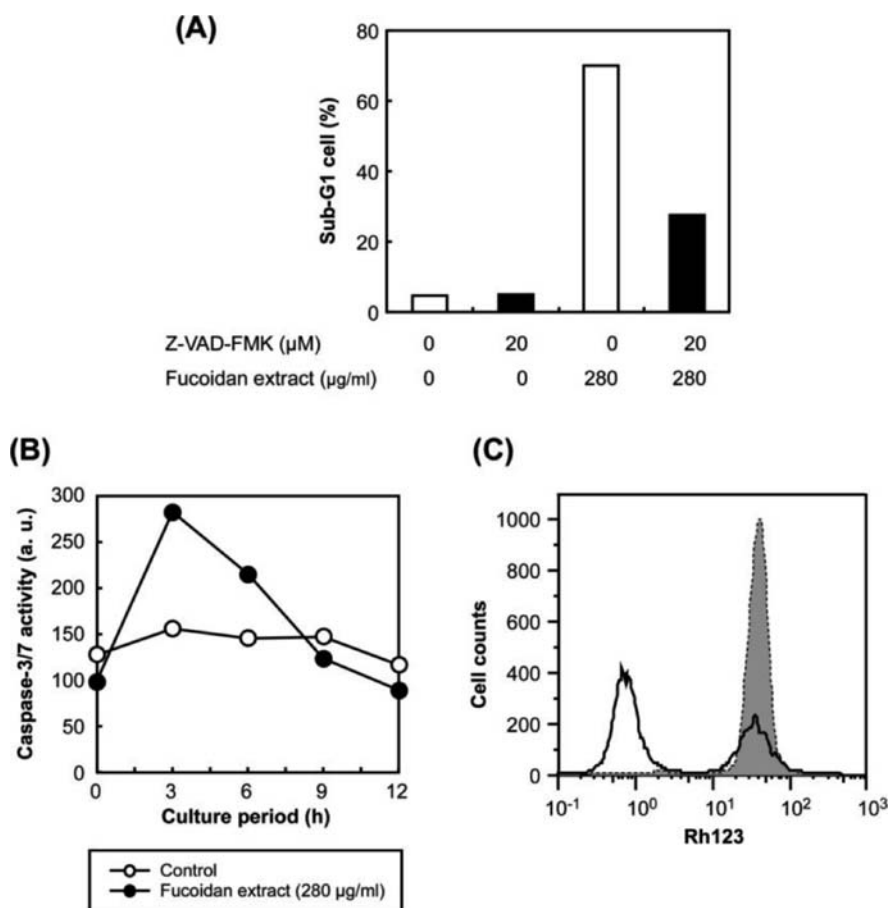 (A)
80
60
40
20
0
Sub-G1 cell (%)
Z-VAD-FMK (μM) 0 20 0 20
Fucoidan extract (μg/ml) 0 0 280 280
(B)
300
250
200
150
100
50
0
Caspase-3/7 activity (a. u.)
0 3 6 9 12
Culture period (h)
Control
Fucoidan extract (280 μg/ml)
(C)
1000
800
600
400
200
0
Cell counts
10-1 100 101 102 103
Rh123